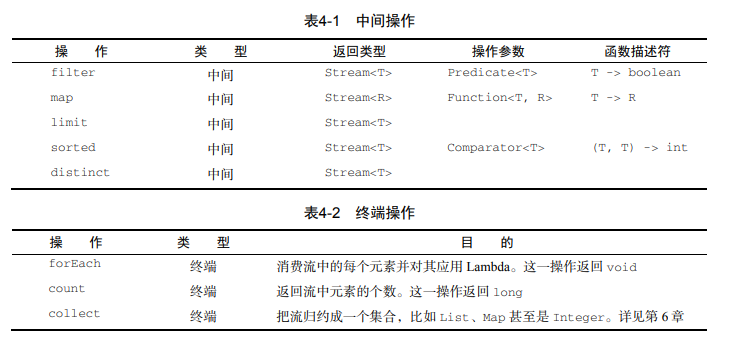 表4-1 中间操作
操 作 类 型 返回类型 操作参数 函数描述符
filter 中间 Stream<T> Predicate<T> T -> boolean
map 中间 Stream<R> Function<T, R> T -> R
limit 中间 Stream<T>
sorted 中间 Stream<T> Comparator<T> (T, T) -> int
distinct 中间 Stream<T>
表4-2 终端操作
操 作 类 型 目 的
forEach 终端 消费流中的每个元素并对其应用 Lambda。这一操作返回 void
count 终端 返回流中元素的个数。这一操作返回 long
collect 终端 把流归约成一个集合，比如 List、Map 甚至是 Integer。详见第 6 章